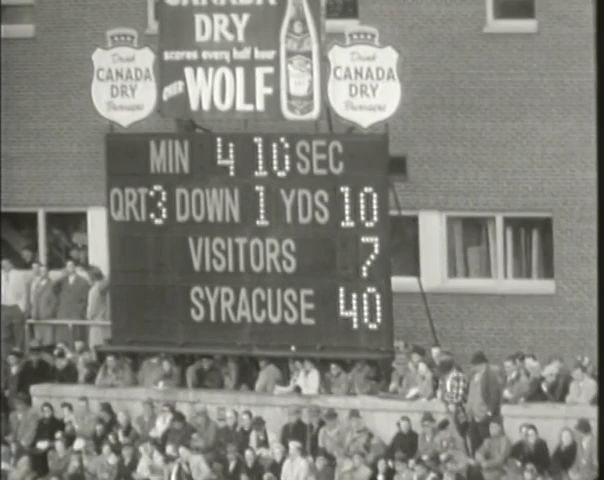 CANADA
DRY
scores every half hour
OVER
WOLF
Drink
CANADA
DRY
Beverages
Drink
CANADA
DRY
Beverages
MIN 4 10 SEC
QRT 3 DOWN 1 YDS 10
VISITORS 7
SYRACUSE 40